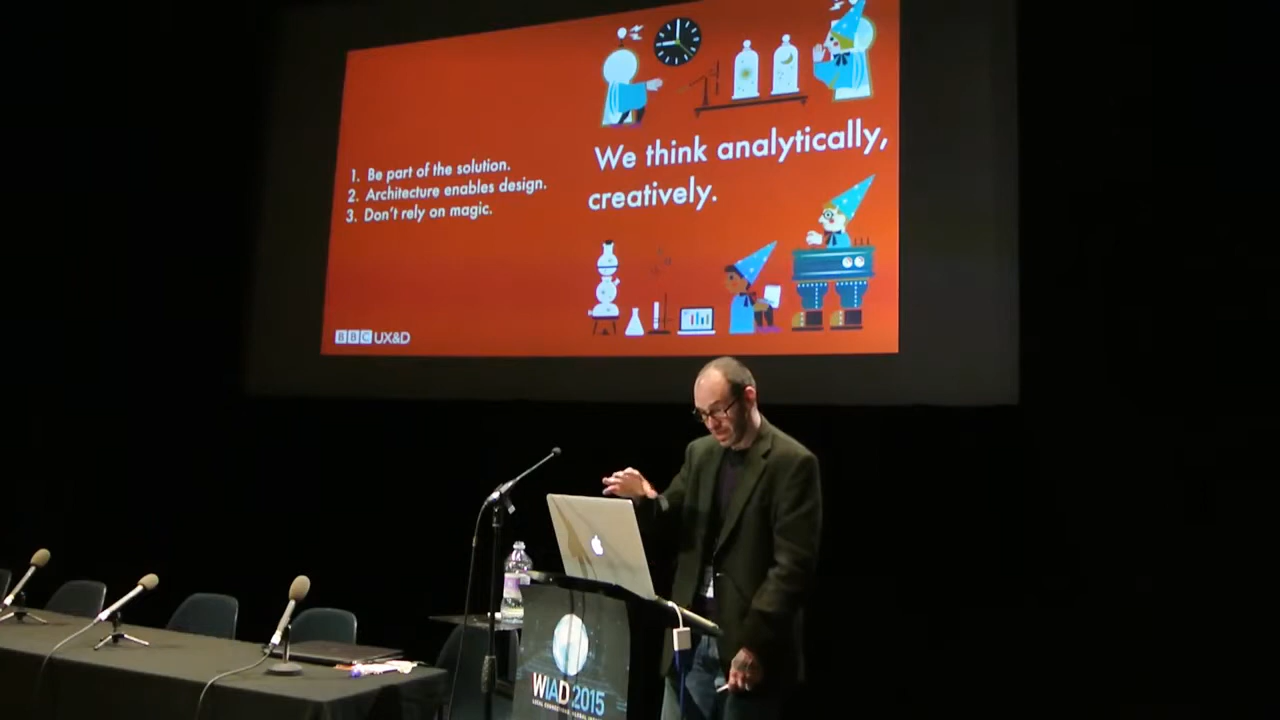 1. Be part of the solution.
2. Architecture enables design.
3. Don't rely on magic.
We think analytically,
creatively.
BBC UX&D
WIAD 2015